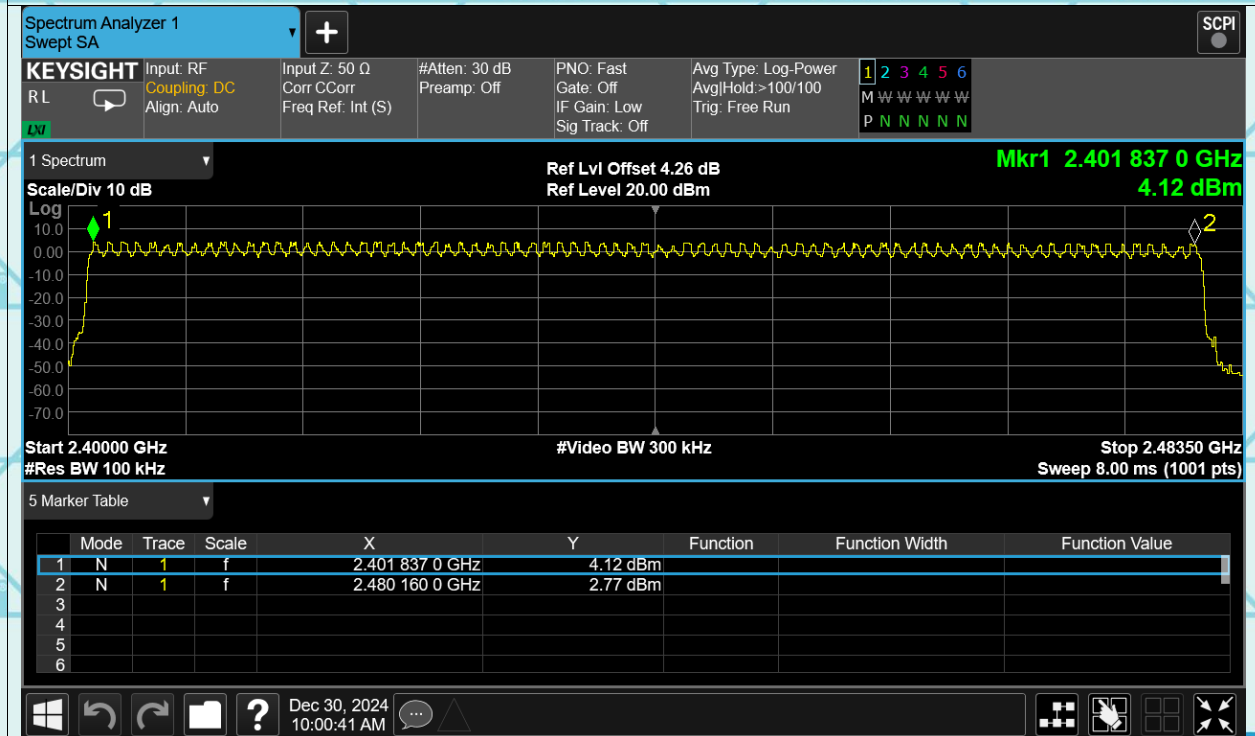 Spectrum Analyzer 1
Swept SA
+
SCPI
KEYSIGHT
RL
LXI
Input: RF
Coupling: DC
Align: Auto
Input Z: 50 Ω
Corr CCorr
Freq Ref: Int (S)
#Atten: 30 dB
Preamp: Off
PNO: Fast
Gate: Off
IF Gain: Low
Sig Track: Off
Avg Type: Log-Power
Avg|Hold:>100/100
Trig: Free Run
1 2 3 4 5 6
M W W W W W
P N N N N N N
1 Spectrum
Scale/Div 10 dB
Ref Lvl Offset 4.26 dB
Ref Level 20.00 dBm
Mkr1 2.401 837 0 GHz
4.12 dBm
Log
1
2
10.0
0.00
-10.0
-20.0
-30.0
-40.0
-50.0
-60.0
-70.0
Start 2.40000 GHz
#Video BW 300 kHz
Stop 2.48350 GHz
#Res BW 100 kHz
Sweep 8.00 ms (1001 pts)
5 Marker Table
Mode Trace Scale X Y Function Function Width Function Value
1 N 1 f 2.401 837 0 GHz 4.12 dBm
2 N 1 f 2.480 160 0 GHz 2.77 dBm
3
4
5
6
?
Dec 30, 2024
10:00:41 AM